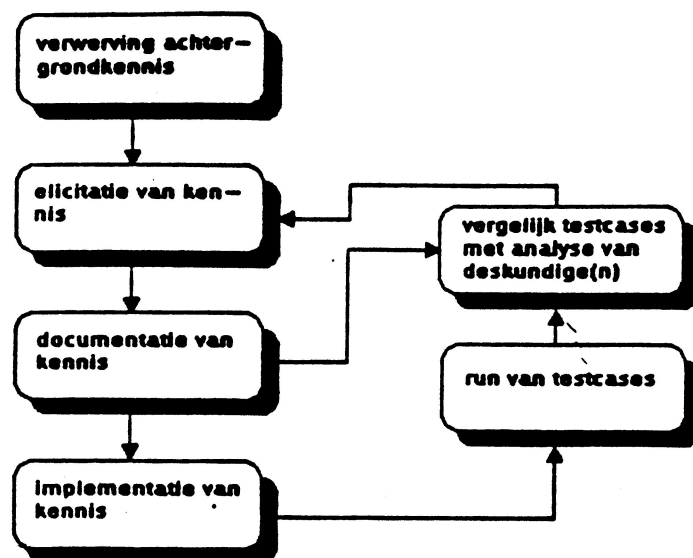 verwerving achter-
grondkennis
elicitatie van ken-
nis
documentatie van
kennis
implementatie van
kennis
vergelijk testcases
met analyse van
deskundige(n)
run van testcases